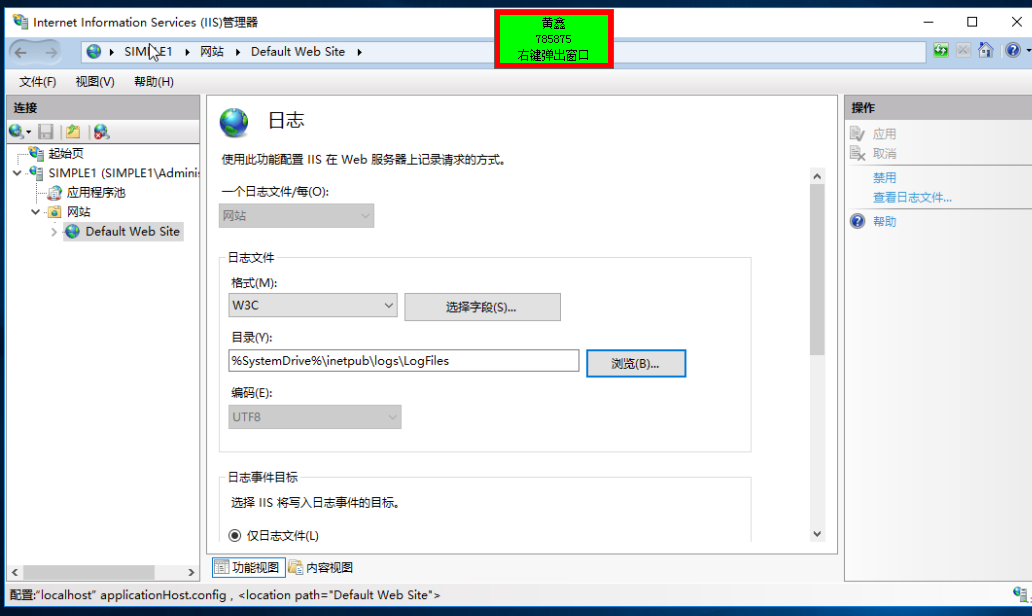 Internet Information Services (IIS)管理器
黄鑫
785875
右键弹出窗口
SIMPLE1 网站 Default Web Site
文件(F) 视图(V) 帮助(H)
连接
起始页
SIMPLE1 (SIMPLE1\Adminis
应用程序池
网站
Default Web Site
日志
使用此功能配置 IIS 在 Web 服务器上记录请求的方式。
一个日志文件/每(O):
网站
日志文件
格式(M):
W3C
选择字段(S)...
目录(Y):
%SystemDrive%\inetpub\logs\LogFiles
浏览(B)...
编码(E):
UTF8
日志事件目标
选择 IIS 将写入日志事件的目标。
仅日志文件(L)
功能视图 内容视图
操作
应用
取消
禁用
查看日志文件...
帮助
配置:"localhost" applicationHost.config , <location path="Default Web Site">